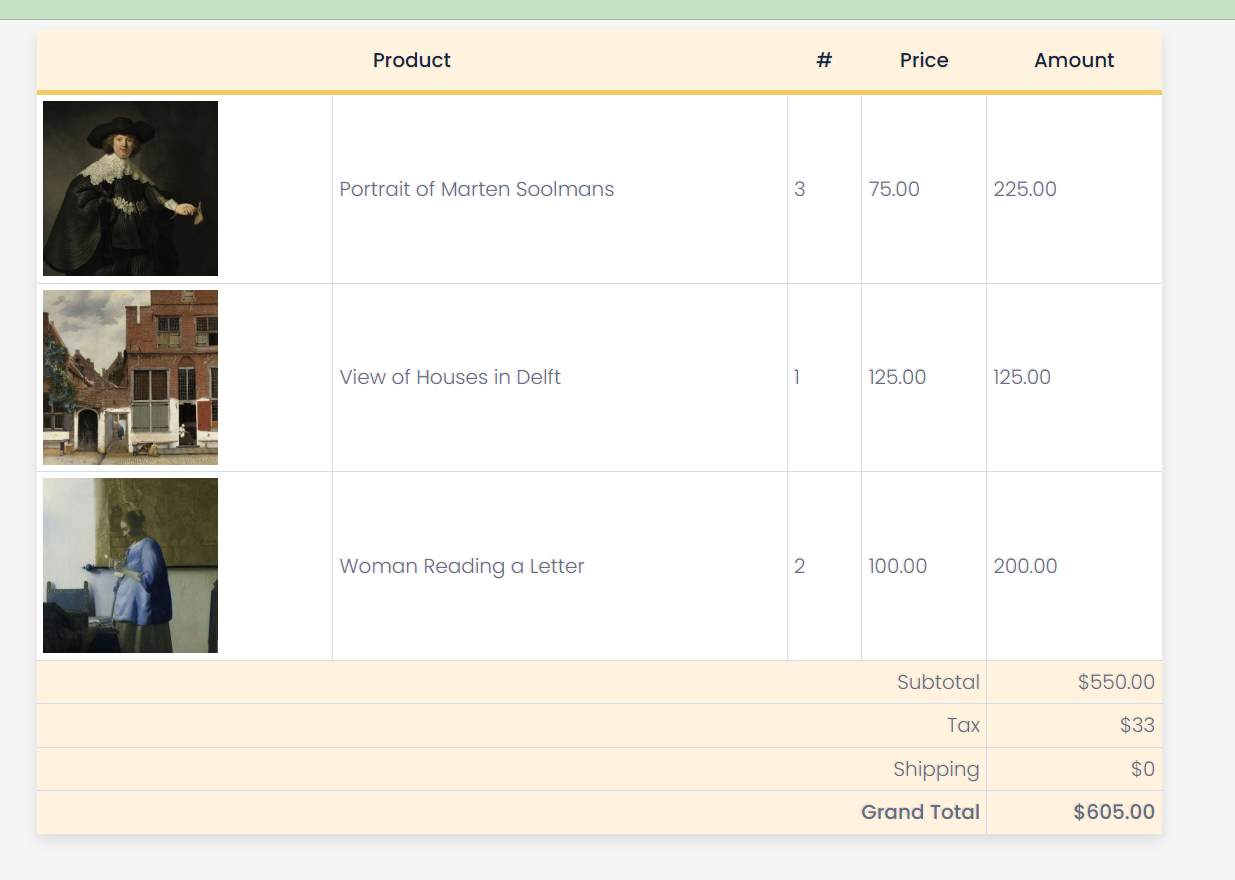 Product # Price Amount
Portrait of Marten Soolmans 3 75.00 225.00
View of Houses in Delft 1 125.00 125.00
Woman Reading a Letter 2 100.00 200.00
Subtotal $550.00
Tax $33
Shipping $0
Grand Total $605.00